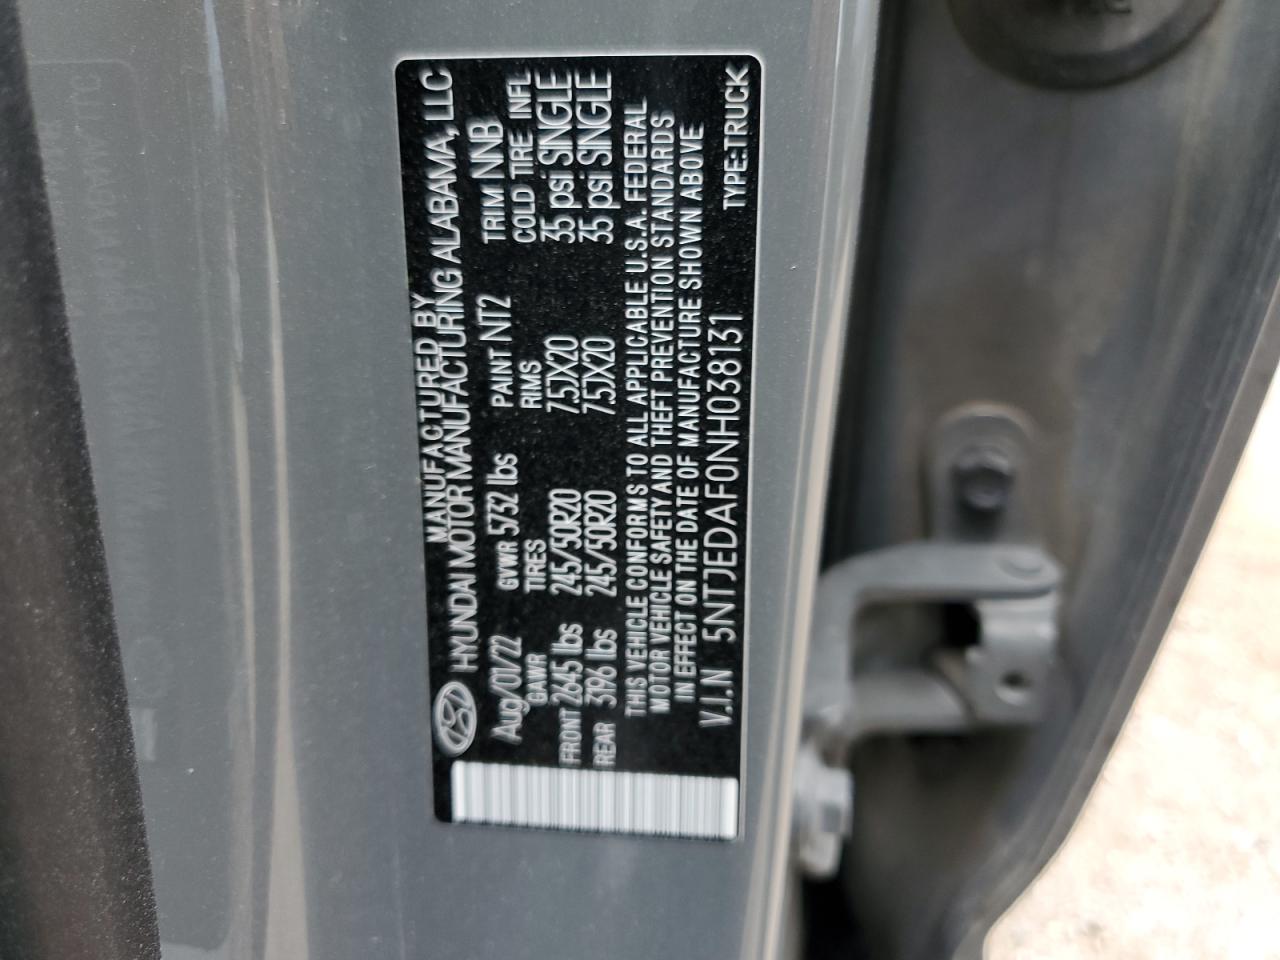 MANUFACTURED BY
HYUNDAI MOTOR MANUFACTURING ALABAMA, LLC
Aug/01/22 GVWR 5732 lbs PAINT NT2 TRIM NNB
GAWR TIRES RIMS COLD TIRE INFL
FRONT 2645 lbs 245/50R20 7.5JX20 35 psi SINGLE
REAR 3196 lbs 245/50R20 7.5JX20 35 psi SINGLE
THIS VEHICLE CONFORMS TO ALL APPLICABLE U.S.A. FEDERAL
MOTOR VEHICLE SAFETY AND THEFT PREVENTION STANDARDS
IN EFFECT ON THE DATE OF MANUFACTURE SHOWN ABOVE
V.I.N 5NTJEDAF0NH038131 TYPE:TRUCK